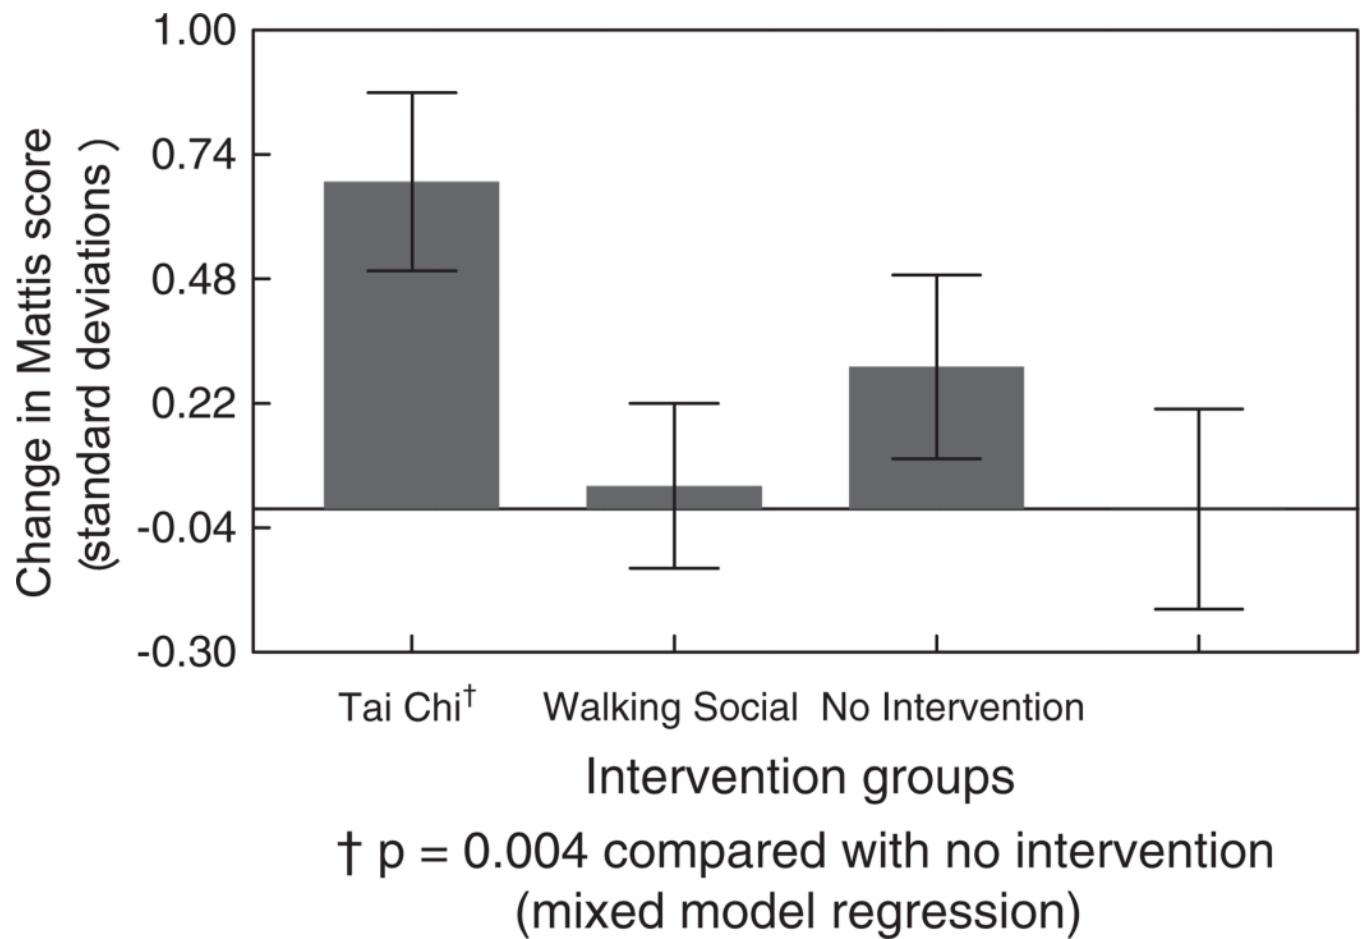 Change in Mattis score
(standard deviations )
1.00
0.74
0.48
0.22
-0.04
-0.30
Tai Chi† Walking Social No Intervention
Intervention groups
† p = 0.004 compared with no intervention
(mixed model regression)